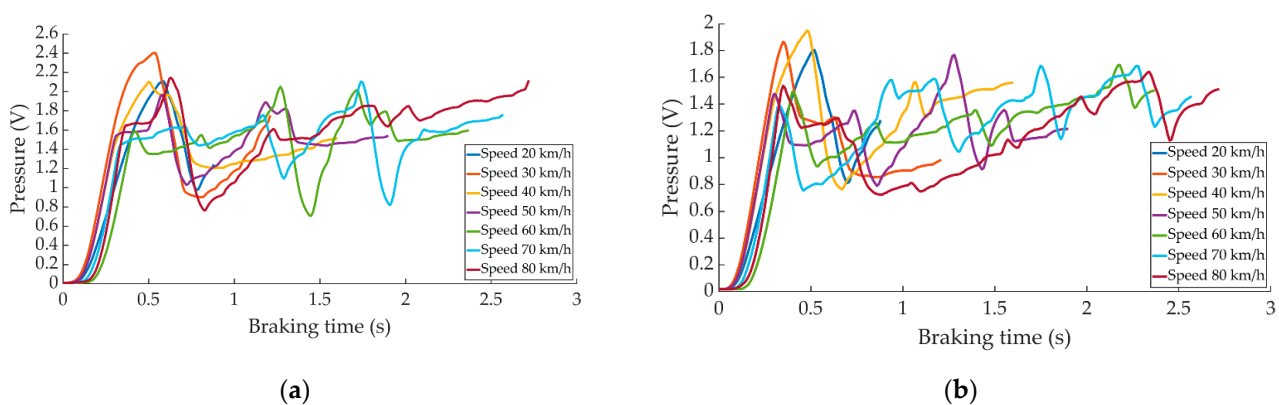 Pressure (V)
2.6
2.4
2.2
2
1.8
1.6
1.4
1.2
1
0.8
0.6
0.4
0.2
0
0 0.5 1 1.5 2 2.5 3
Braking time (s)
Speed 20 km/h
Speed 30 km/h
Speed 40 km/h
Speed 50 km/h
Speed 60 km/h
Speed 70 km/h
Speed 80 km/h
(a)
Pressure (V)
2
1.8
1.6
1.4
1.2
1
0.8
0.6
0.4
0.2
0
0 0.5 1 1.5 2 2.5 3
Braking time (s)
Speed 20 km/h
Speed 30 km/h
Speed 40 km/h
Speed 50 km/h
Speed 60 km/h
Speed 70 km/h
Speed 80 km/h
(b)